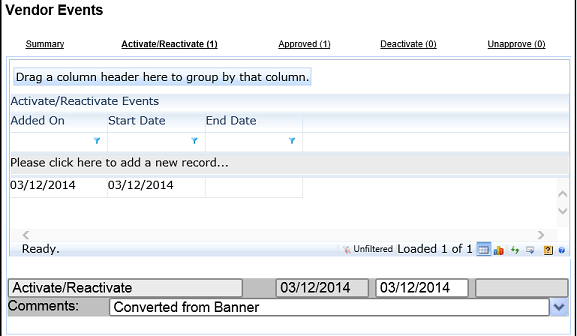 Vendor Events
Summary Activate/Reactivate (1) Approved (1) Deactivate (0) Unapprove (0)
Drag a column header here to group by that column.
Activate/Reactivate Events
Added On Start Date End Date
Please click here to add a new record...
03/12/2014 03/12/2014
Ready. Unfiltered Loaded 1 of 1
Activate/Reactivate 03/12/2014 03/12/2014
Comments: Converted from Banner